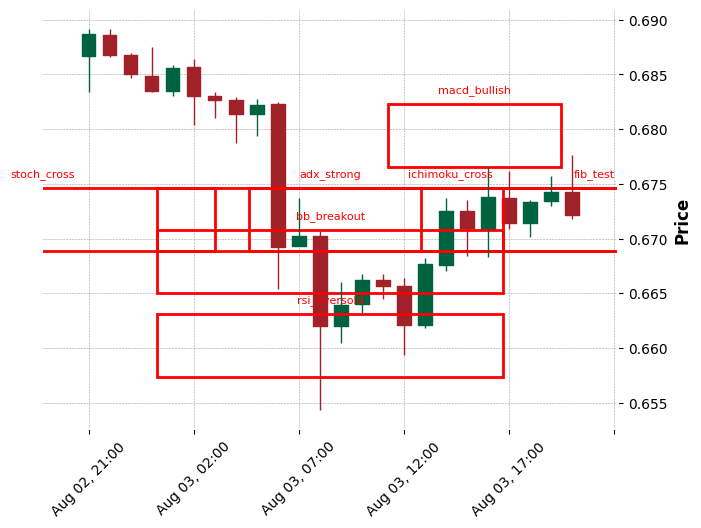 0.690
0.685
macd_bullish
0.680
stoch_cross
adx_strong
ichimoku_cross
fib_test
0.675
bb_breakout
0.670
Price
0.665
rsi_oversold
0.660
0.655
Aug 02, 21:00
Aug 03, 02:00
Aug 03, 07:00
Aug 03, 12:00
Aug 03, 17:00